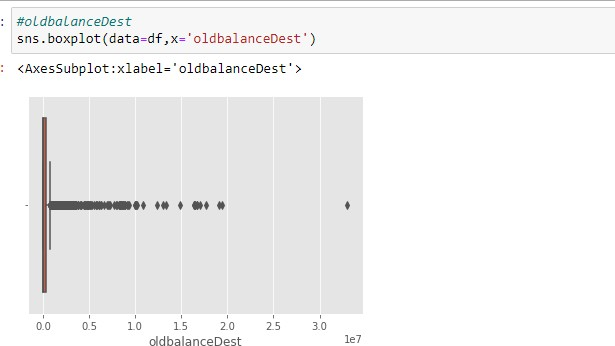 : #oldbalanceDest
sns.boxplot(data=df,x='oldbalanceDest')
: <AxesSubplot:xlabel='oldbalanceDest'>
0.0 0.5 1.0 1.5 2.0 2.5 3.0
1e7
oldbalanceDest